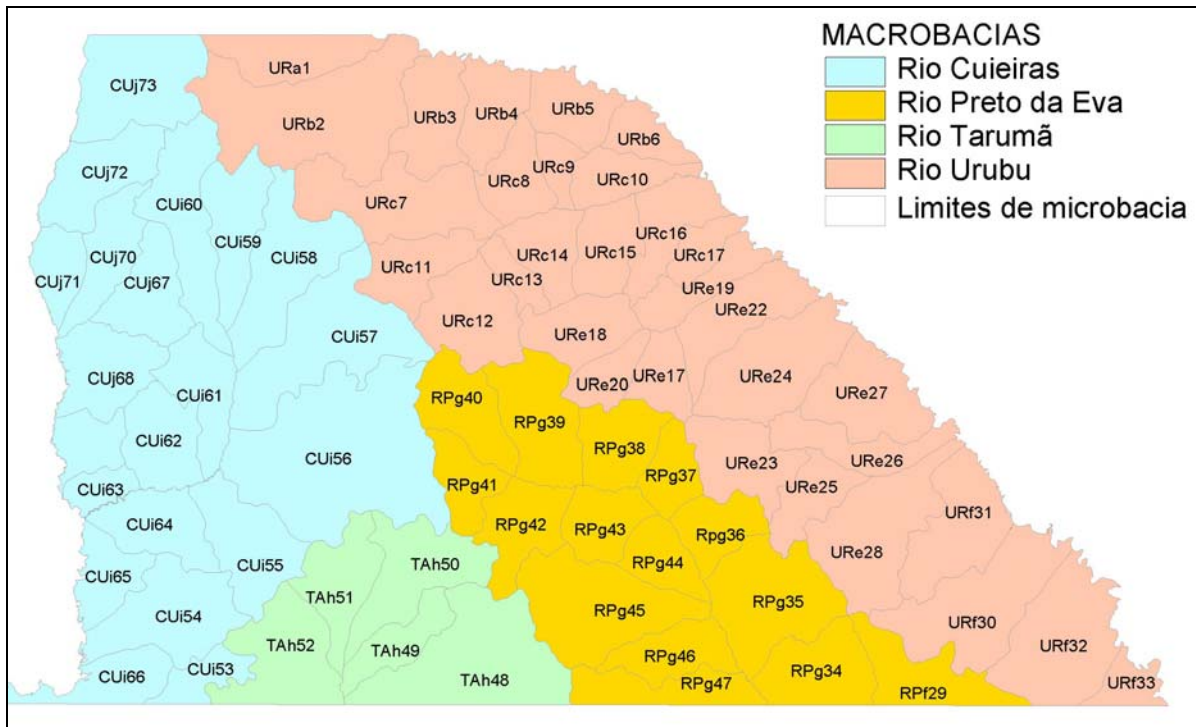 MACROBACIAS
Rio Cuieiras
Rio Preto da Eva
Rio Tarumã
Rio Urubu
Limites de microbacia
URa1
CUj73
URb2
URb3
URb4
URb5
URb6
CUj72
CUi60
URc7
URc8
URc9
URc10
CUj71
CUj70
CUj67
CUi59
CUi58
URc11
URc14
URc13
URc15
URc16
URc17
URe19
URe22
URc12
CUi57
URe18
CUj68
CUi61
URe20
URe17
URe24
URe27
RPg40
RPg39
CUi62
CUi56
RPg38
RPg37
URe23
URe26
URe25
CUi63
RPg41
CUi64
RPg42
RPg43
Rpg36
URf31
CUi65
CUi55
TAh50
RPg44
URe28
TAh51
RPg45
RPg35
CUi54
TAh52
TAh49
URf30
CUi66
CUi53
TAh48
RPg46
RPg47
RPg34
RPf29
URf32
URf33